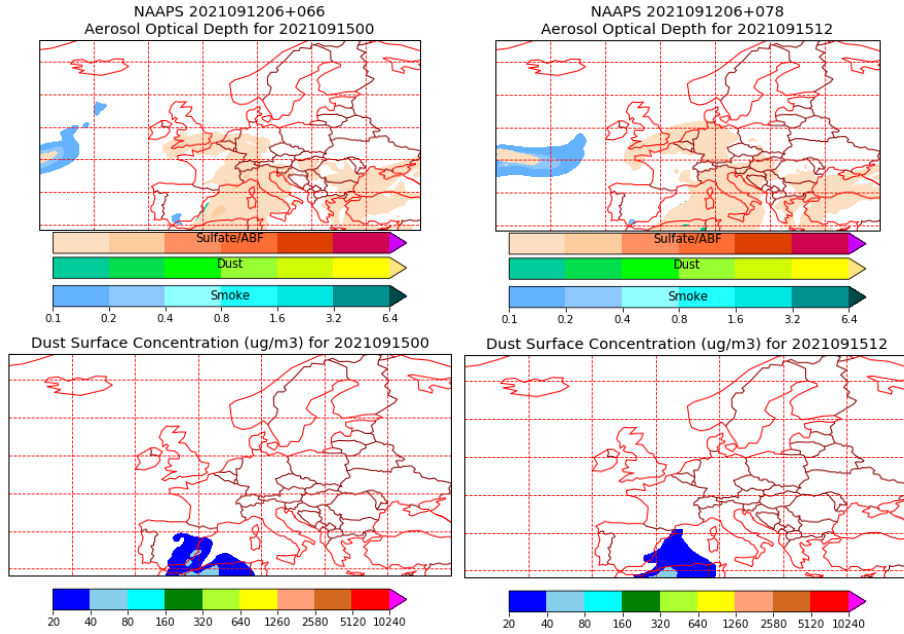 NAAPS 2021091206+066
Aerosol Optical Depth for 2021091500
Sulfate/ABF
Dust
Smoke
0.1 0.2 0.4 0.8 1.6 3.2 6.4
NAAPS 2021091206+078
Aerosol Optical Depth for 2021091512
Sulfate/ABF
Dust
Smoke
0.1 0.2 0.4 0.8 1.6 3.2 6.4
Dust Surface Concentration (ug/m3) for 2021091500
20 40 80 160 320 640 1260 2580 5120 10240
Dust Surface Concentration (ug/m3) for 2021091512
20 40 80 160 320 640 1260 2580 5120 10240